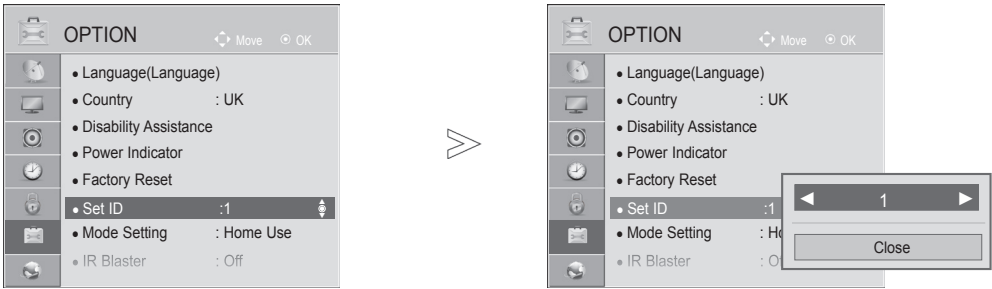 OPTION
Move OK
• Language(Language)
• Country : UK
• Disability Assistance
• Power Indicator
• Factory Reset
• Set ID :1
• Mode Setting : Home Use
• IR Blaster : Off
OPTION
Move OK
• Language(Language)
• Country : UK
• Disability Assistance
• Power Indicator
• Factory Reset
• Set ID :1
• Mode Setting : Ho
• IR Blaster : O
◀ 1 ▶
Close